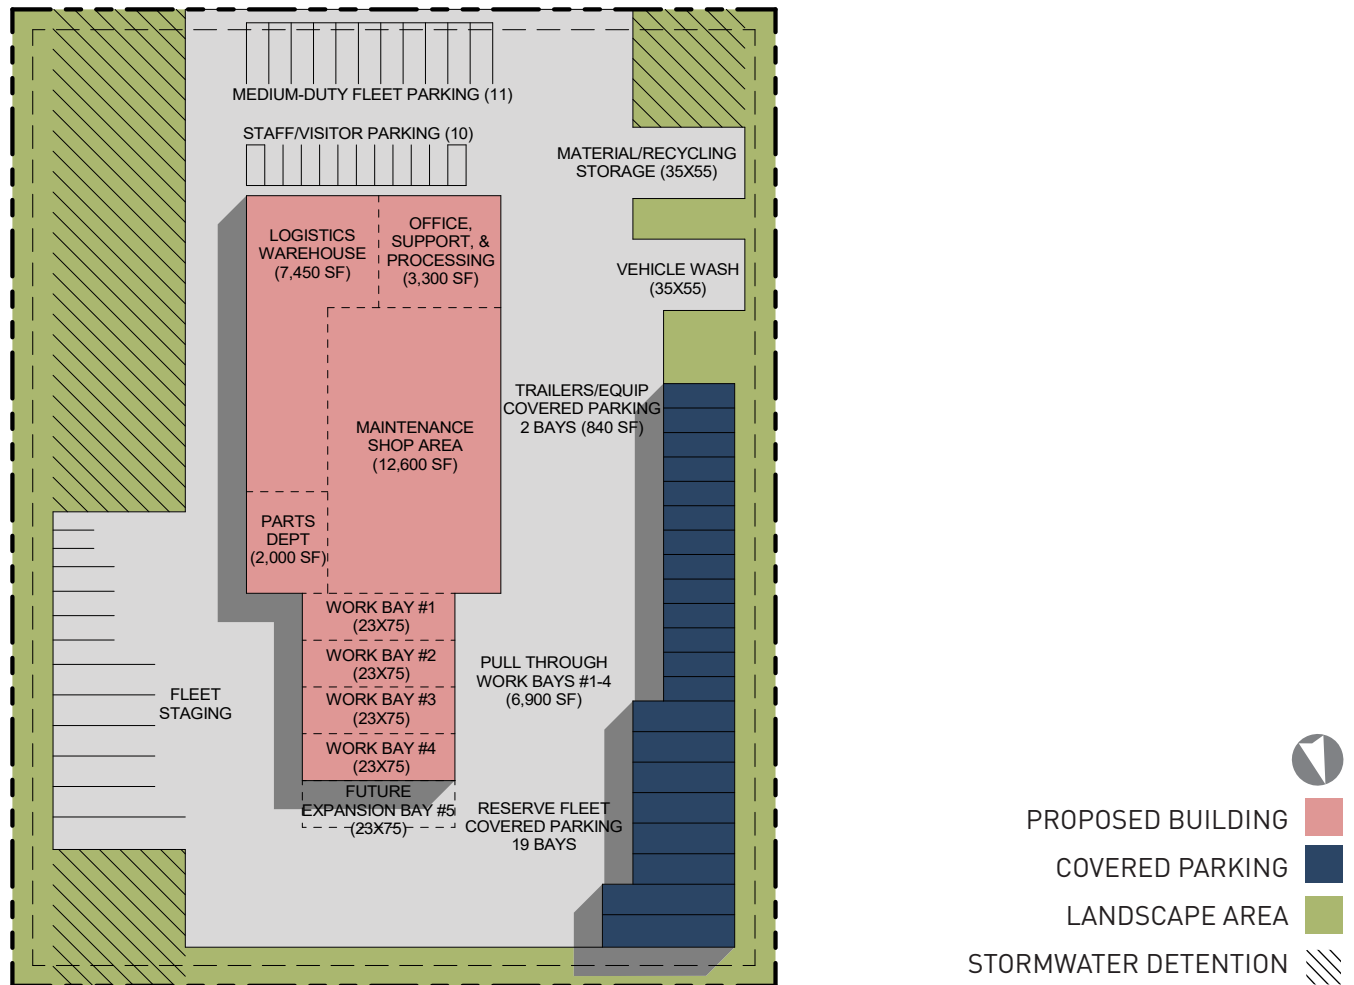 MEDIUM-DUTY FLEET PARKING (11)
STAFF/VISITOR PARKING (10)
MATERIAL/RECYCLING
STORAGE (35X55)
LOGISTICS
WAREHOUSE
(7,450 SF)
OFFICE,
SUPPORT, &
PROCESSING
(3,300 SF)
VEHICLE WASH
(35X55)
TRAILERS/EQUIP
COVERED PARKING
2 BAYS (840 SF)
MAINTENANCE
SHOP AREA
(12,600 SF)
PARTS
DEPT
(2,000 SF)
WORK BAY #1
(23X75)
WORK BAY #2
(23X75)
WORK BAY #3
(23X75)
WORK BAY #4
(23X75)
PULL THROUGH
WORK BAYS #1-4
(6,900 SF)
FLEET
STAGING
FUTURE
EXPANSION BAY #5
(23X75)
RESERVE FLEET
COVERED PARKING
19 BAYS
PROPOSED BUILDING
COVERED PARKING
LANDSCAPE AREA
STORMWATER DETENTION